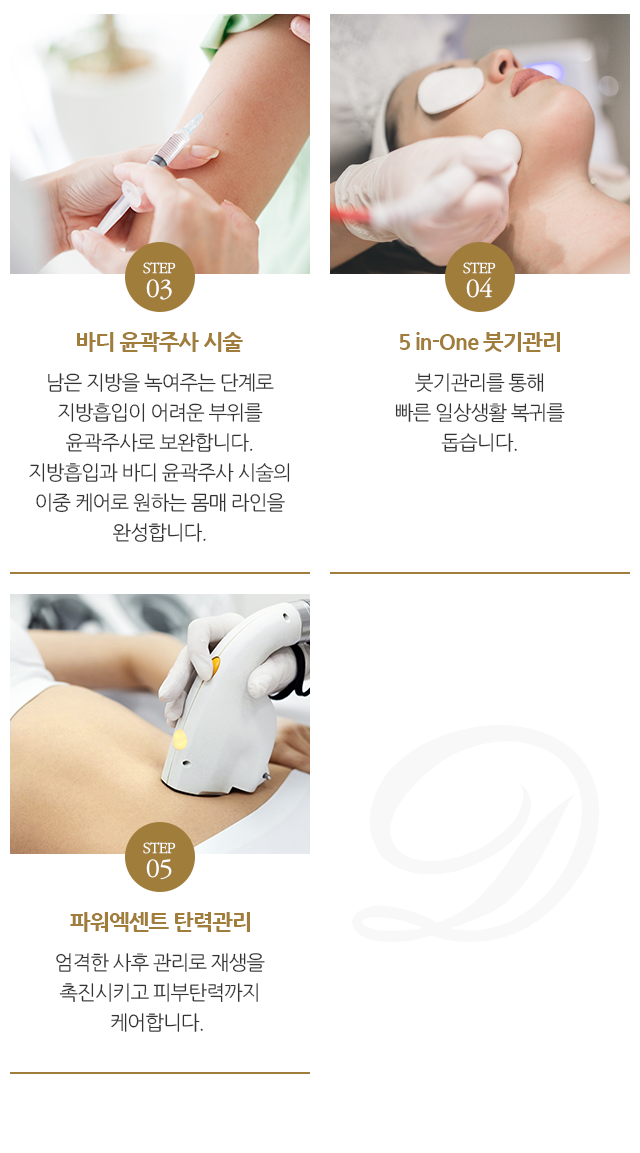 STEP
03
바디 윤곽주사 시술
남은 지방을 녹여주는 단계로
지방흡입이 어려운 부위를
윤곽주사로 보완합니다.
지방흡입과 바디 윤곽주사 시술의
이중 케어로 원하는 몸매 라인을
완성합니다.
STEP
04
5 in-One 붓기관리
붓기관리를 통해
빠른 일상생활 복귀를
돕습니다.
STEP
05
파워엑센트 탄력관리
엄격한 사후 관리로 재생을
촉진시키고 피부탄력까지
케어합니다.
D